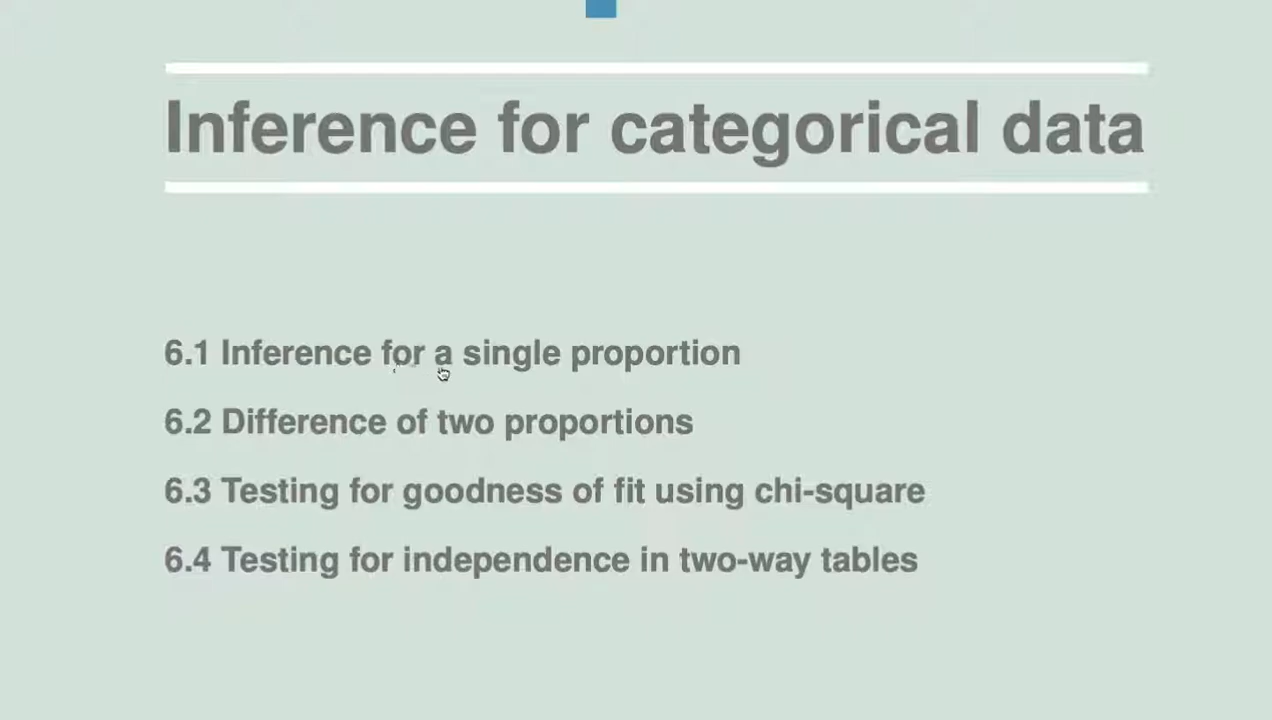 Inference for categorical data
6.1 Inference for a single proportion
6.2 Difference of two proportions
6.3 Testing for goodness of fit using chi-square
6.4 Testing for independence in two-way tables